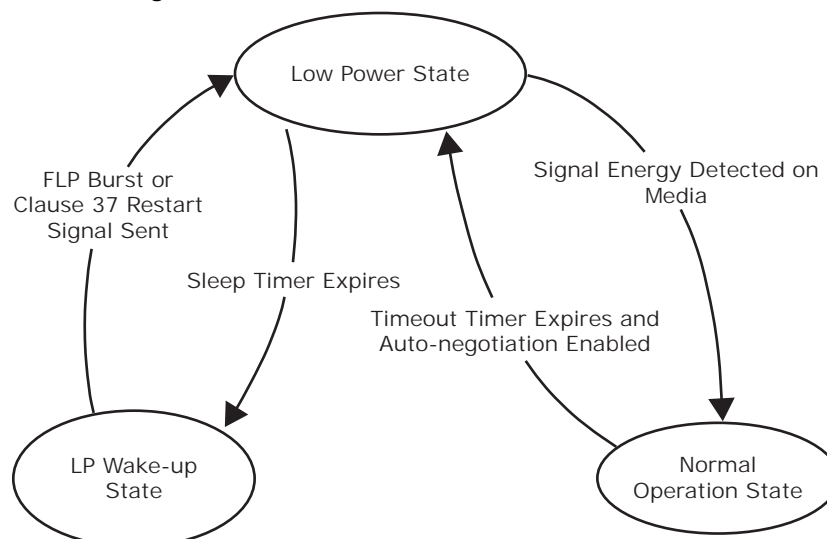 Low Power State
Signal Energy Detected on
Media
FLP Burst or
Clause 37 Restart
Signal Sent
Sleep Timer Expires
Timeout Timer Expires and
Auto-negotiation Enabled
LP Wake-up
State
Normal
Operation State